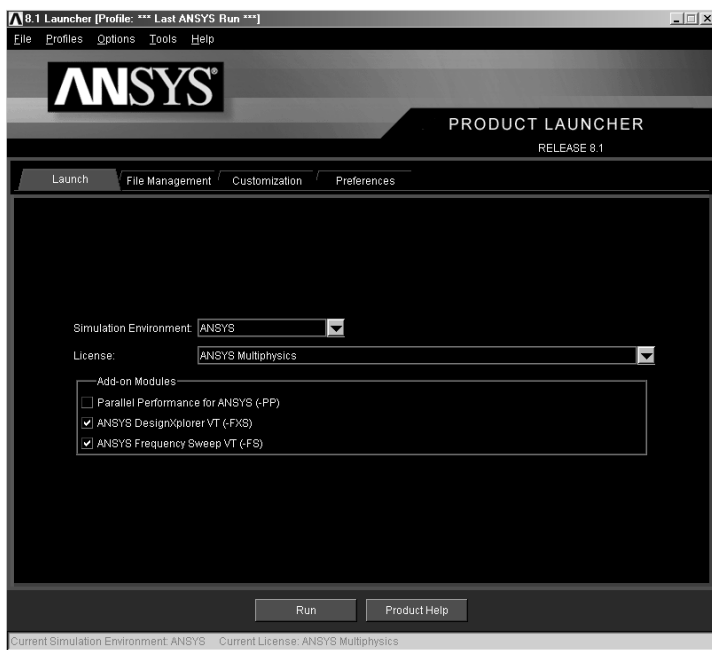 8.1 Launcher [Profile: *** Last ANSYS Run ***]
File Profiles Options Tools Help
ANSYS®
PRODUCT LAUNCHER
RELEASE 8.1
Launch File Management Customization Preferences
Simulation Environment: ANSYS
License: ANSYS Multiphysics
Add-on Modules
Parallel Performance for ANSYS (-PP)
ANSYS DesignXplorer VT (-FXS)
ANSYS Frequency Sweep VT (-FS)
Run Product Help
Current Simulation Environment: ANSYS Current License: ANSYS Multiphysics